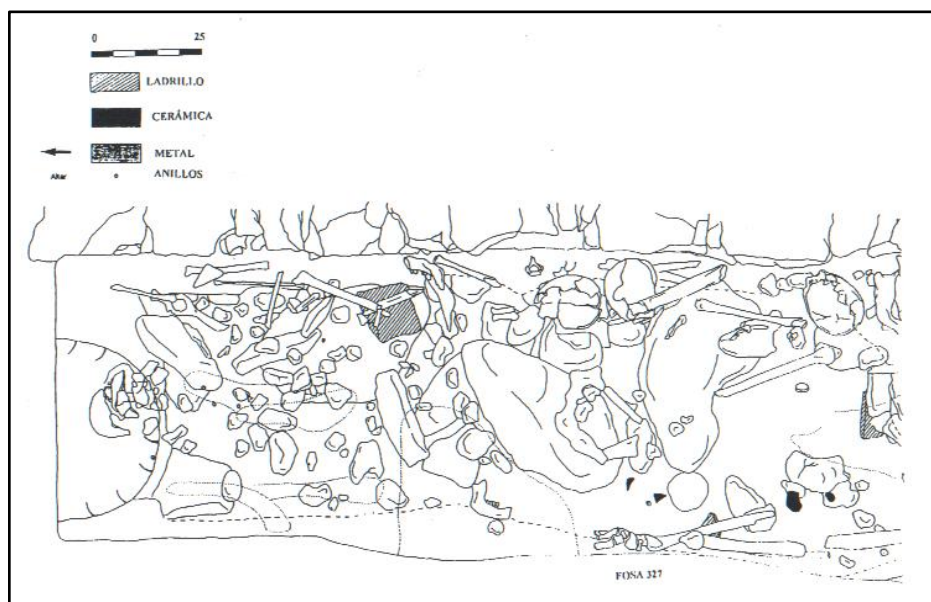 0 25
LADRILLO
CERÁMICA
METAL
Altar ANILLOS
FOSA 327